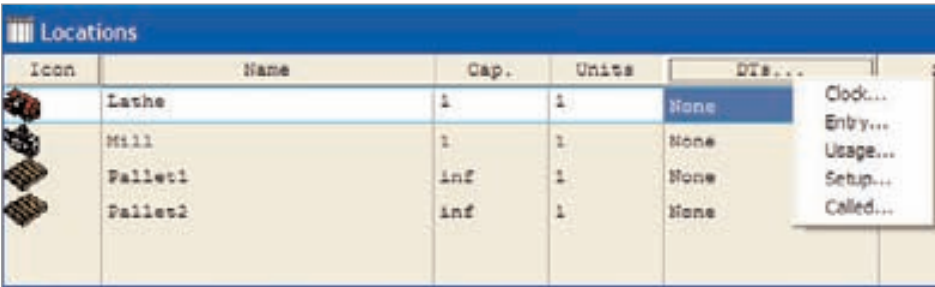 Locations
Icon Name Cap. Units DTs...
Lathe 1 1 None
Mill 1 1 None
Pallet1 inf 1 None
Pallet2 inf 1 None
Clock...
Entry...
Usage...
Setup...
Called...